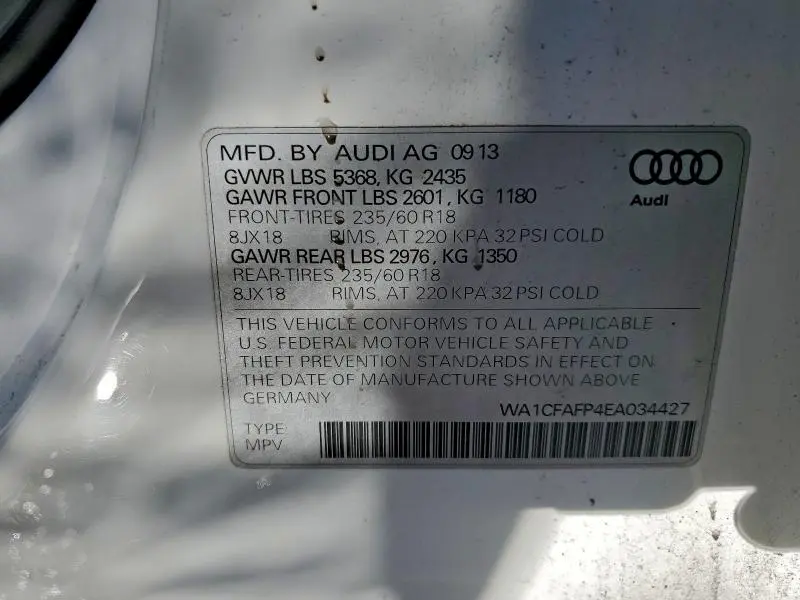 MFD. BY AUDI AG 0913
GVWR LBS 5368, KG 2435
GAWR FRONT LBS 2601, KG 1180
FRONT-TIRES 235/60 R18
8JX18 RIMS, AT 220 KPA 32 PSI COLD
GAWR REAR LBS 2976, KG 1350
REAR-TIRES 235/60 R18
8JX18 RIMS, AT 220 KPA 32 PSI COLD
Audi
THIS VEHICLE CONFORMS TO ALL APPLICABLE
U.S. FEDERAL MOTOR VEHICLE SAFETY AND
THEFT PREVENTION STANDARDS IN EFFECT ON
THE DATE OF MANUFACTURE SHOWN ABOVE
GERMANY
WA1CFAFP4EA034427
TYPE
MPV